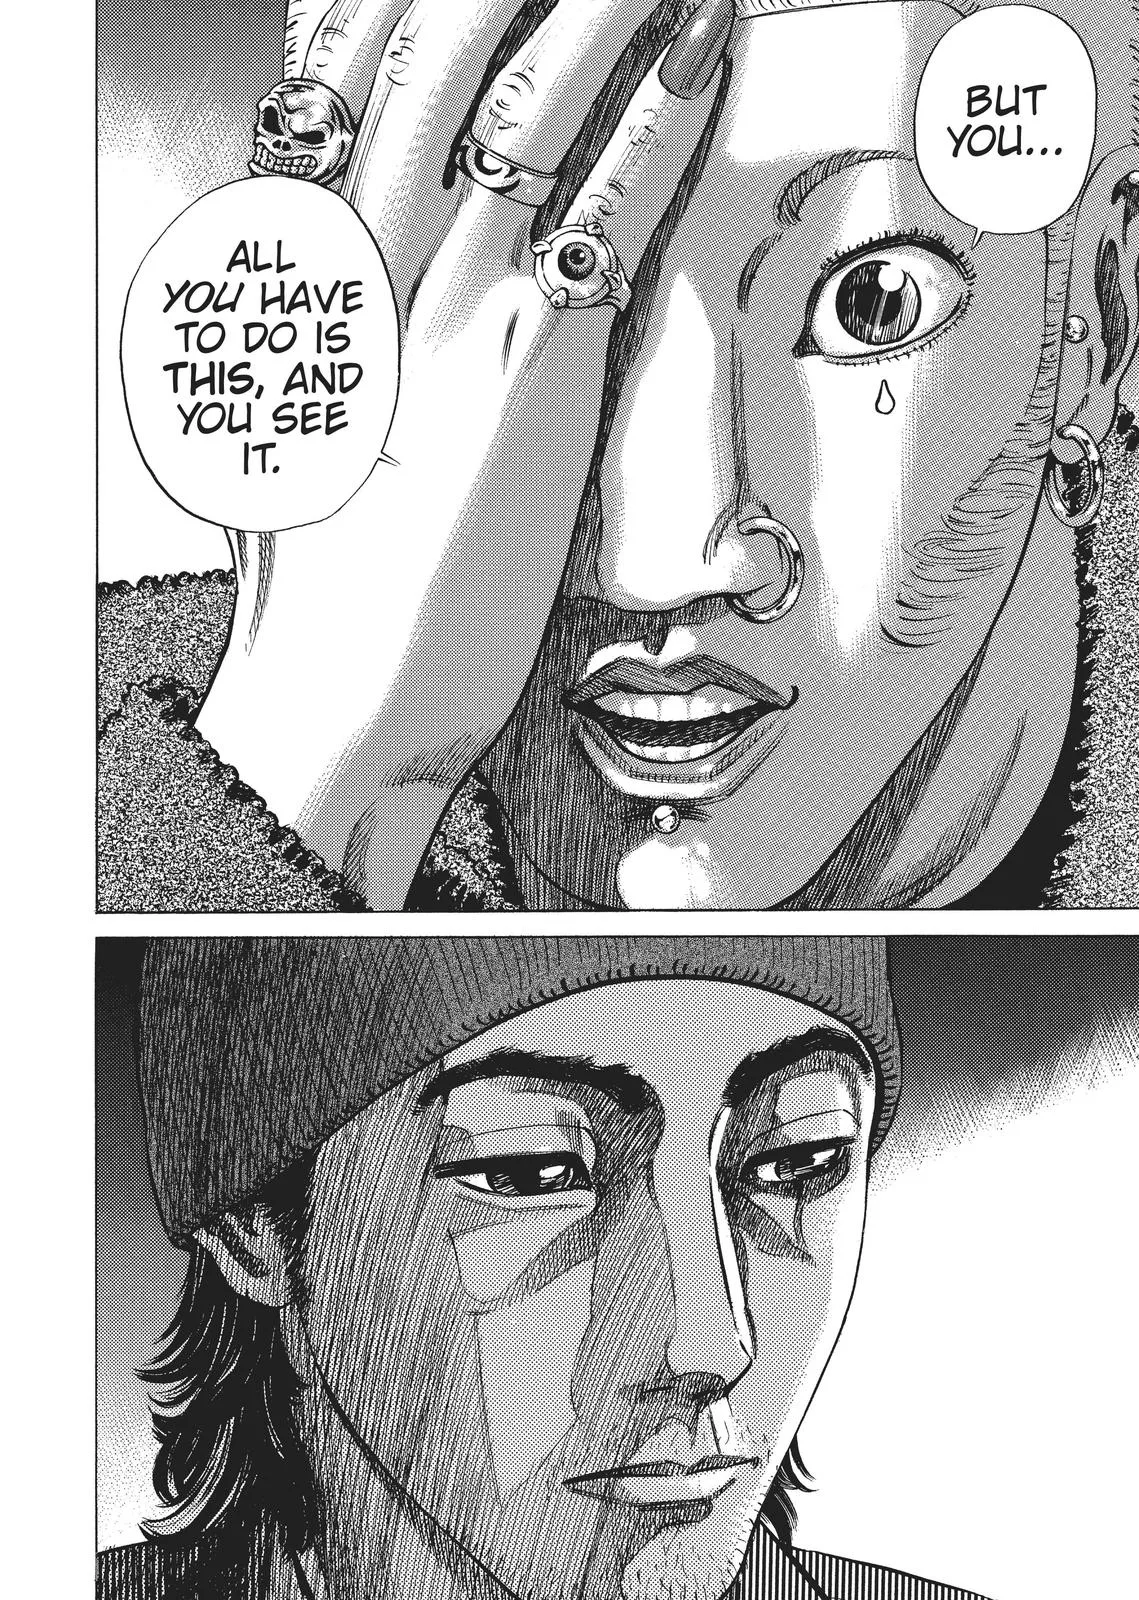 BUT
YOU...
ALL
YOU HAVE
TO DO IS
THIS, AND
YOU SEE
IT.